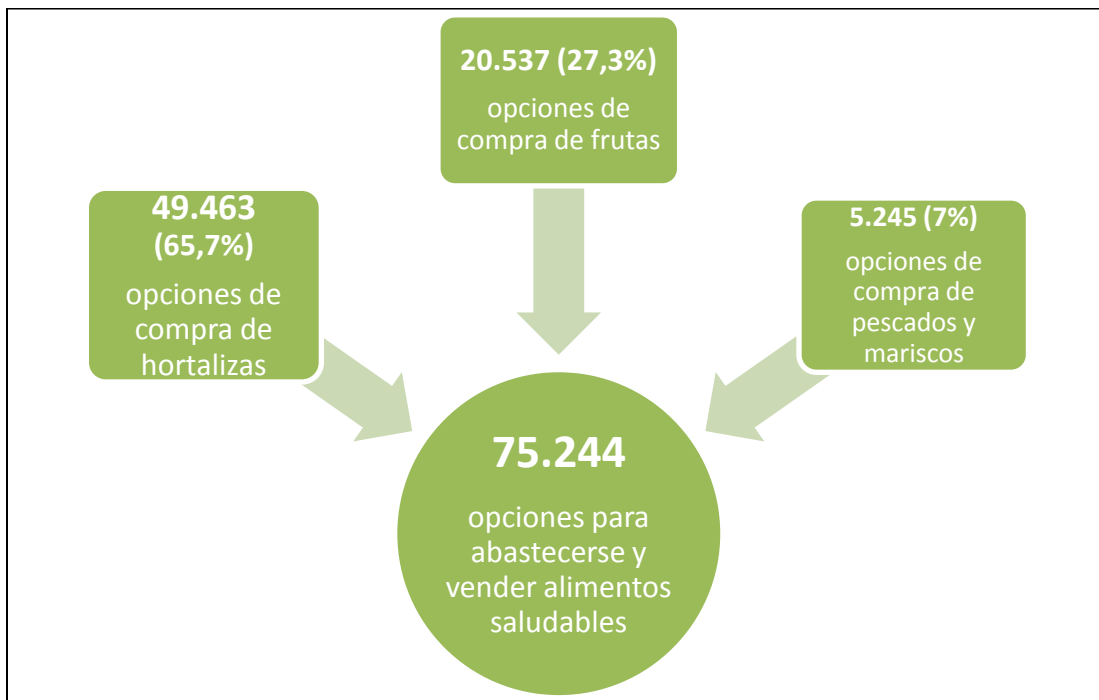 20.537 (27,3%)
opciones de
compra de frutas
49.463
(65,7%)
opciones de
compra de
hortalizas
5.245 (7%)
opciones de
compra de
pescados y
mariscos
75.244
opciones para
abastecerse y
vender alimentos
saludables